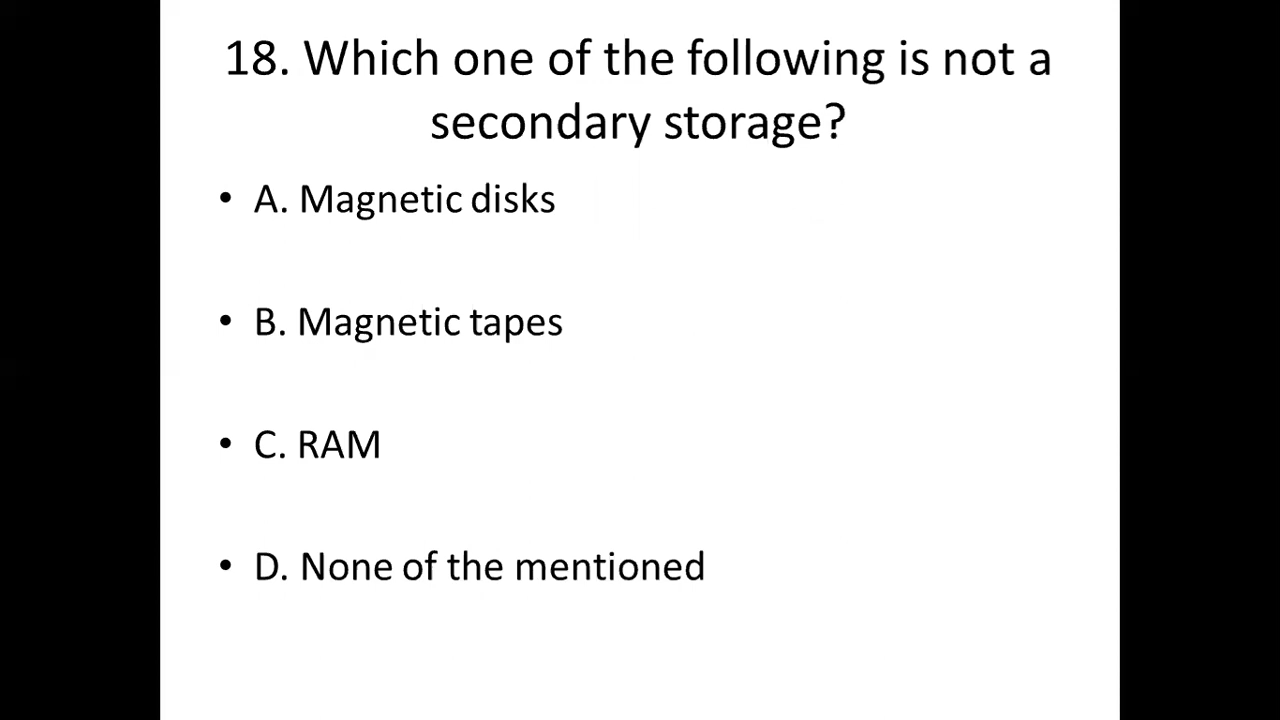 18. Which one of the following is not a
secondary storage?
• A. Magnetic disks
• B. Magnetic tapes
• C. RAM
• D. None of the mentioned